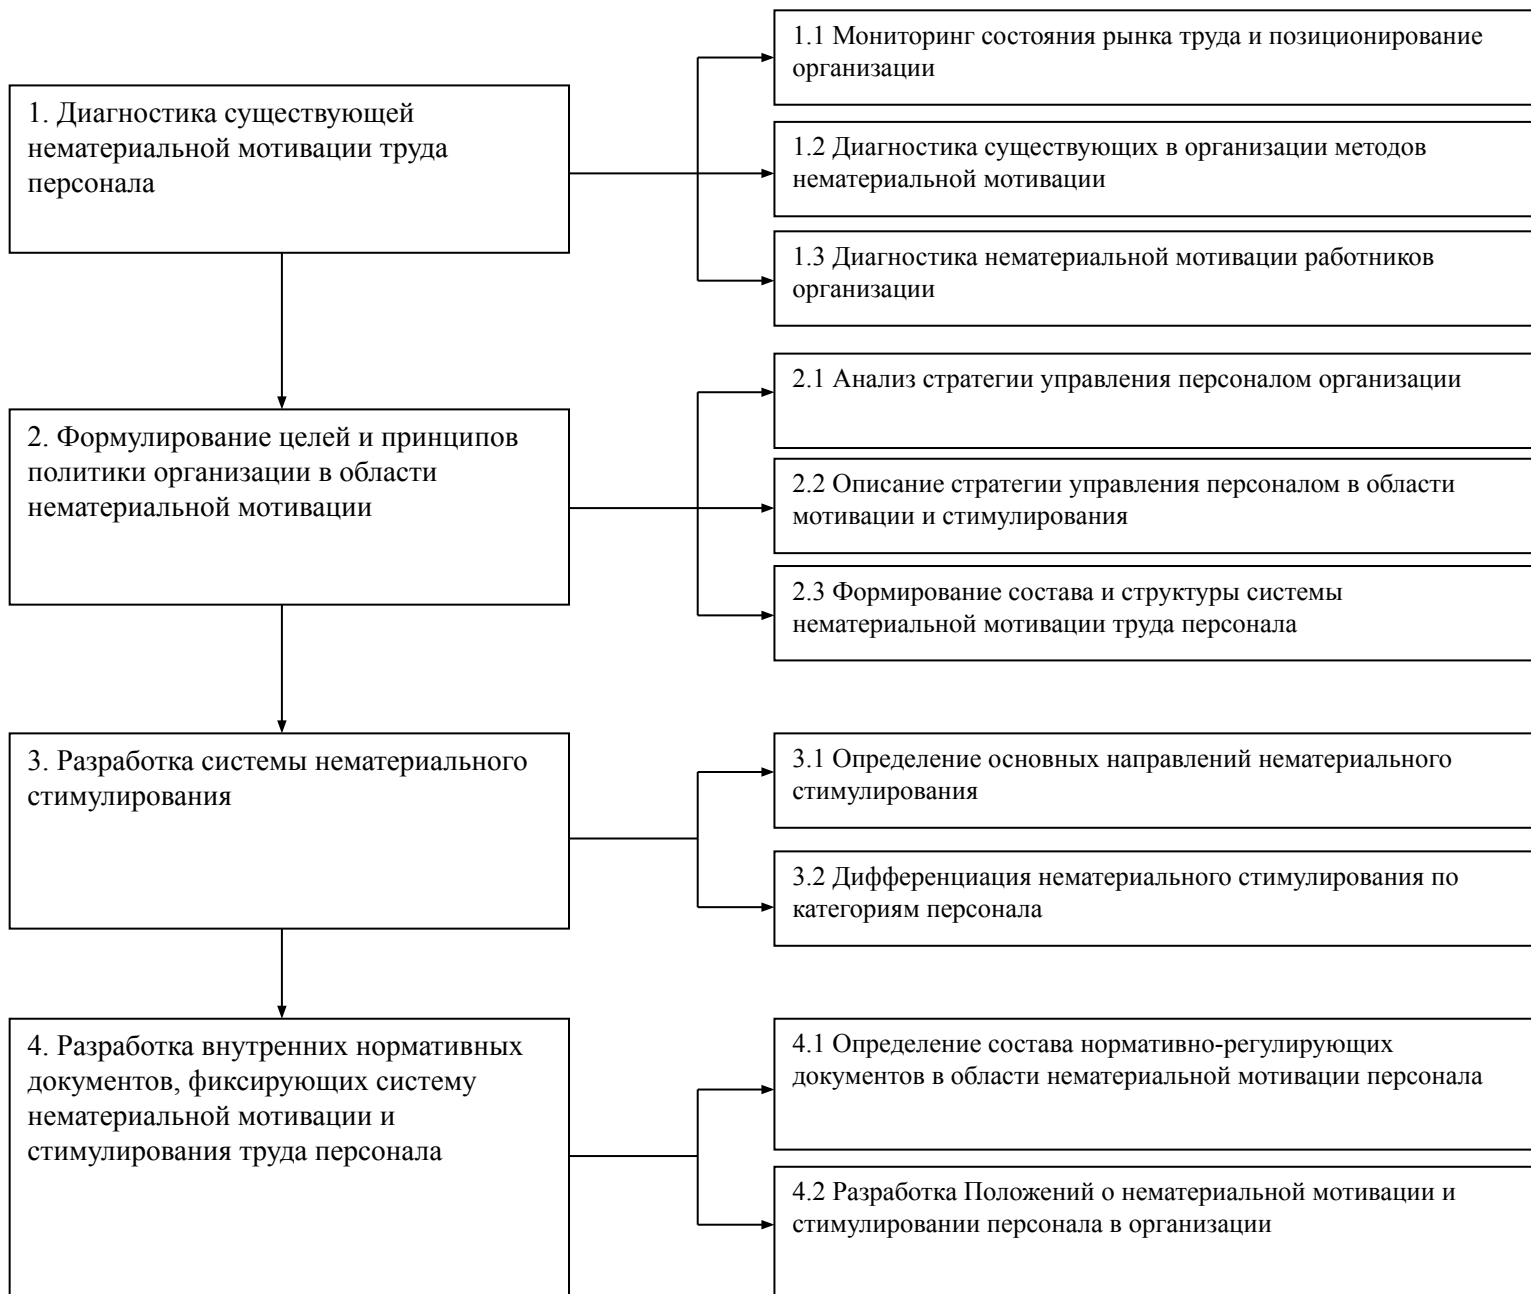 1. Диагностика существующей
нематериальной мотивации труда
персонала
1.1 Мониторинг состояния рынка труда и позиционирование
организации
1.2 Диагностика существующих в организации методов
нематериальной мотивации
1.3 Диагностика нематериальной мотивации работников
организации
2. Формулирование целей и принципов
политики организации в области
нематериальной мотивации
2.1 Анализ стратегии управления персоналом организации
2.2 Описание стратегии управления персоналом в области
мотивации и стимулирования
2.3 Формирование состава и структуры системы
нематериальной мотивации труда персонала
3. Разработка системы нематериального
стимулирования
3.1 Определение основных направлений нематериального
стимулирования
3.2 Дифференциация нематериального стимулирования по
категориям персонала
4. Разработка внутренних нормативных
документов, фиксирующих систему
нематериальной мотивации и
стимулирования труда персонала
4.1 Определение состава нормативно-регулирующих
документов в области нематериальной мотивации персонала
4.2 Разработка Положений о нематериальной мотивации и
стимулировании персонала в организации